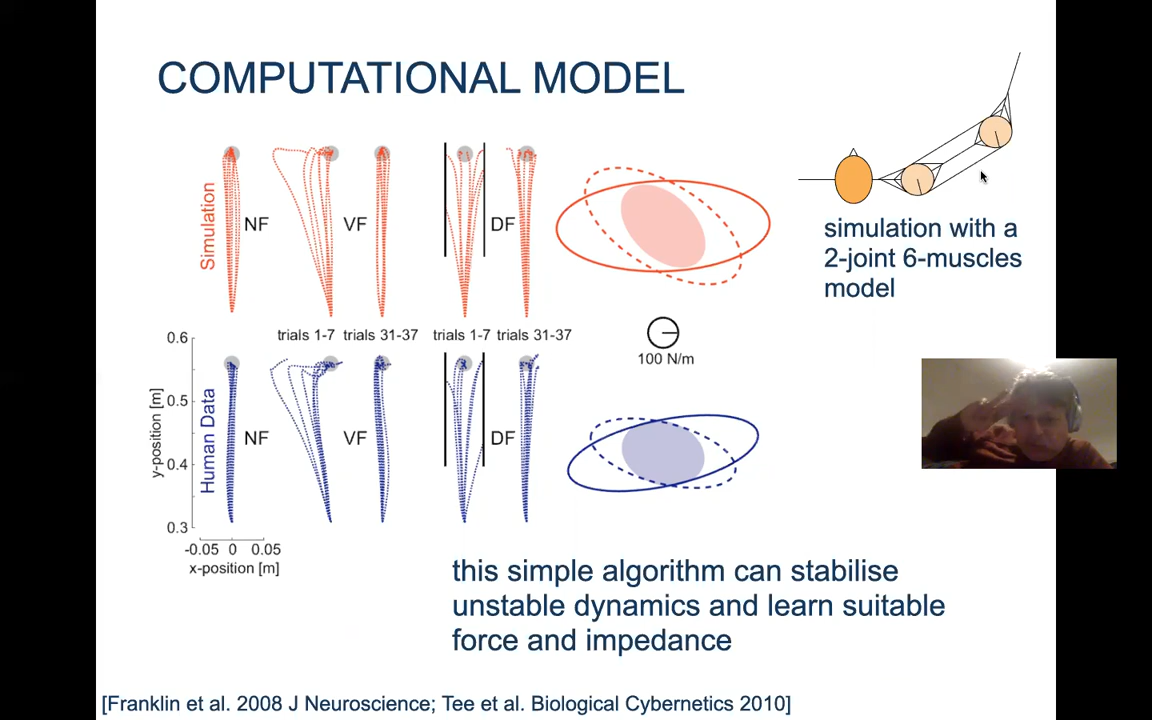 COMPUTATIONAL MODEL
Simulation
NF
VF
DF
simulation with a
2-joint 6-muscles
model
trials 1-7
trials 31-37
trials 1-7
trials 31-37
100 N/m
Human Data
NF
VF
DF
y-position [m]
0.6
0.5
0.4
0.3
-0.05 0 0.05
x-position [m]
this simple algorithm can stabilise
unstable dynamics and learn suitable
force and impedance
[Franklin et al. 2008 J Neuroscience; Tee et al. Biological Cybernetics 2010]